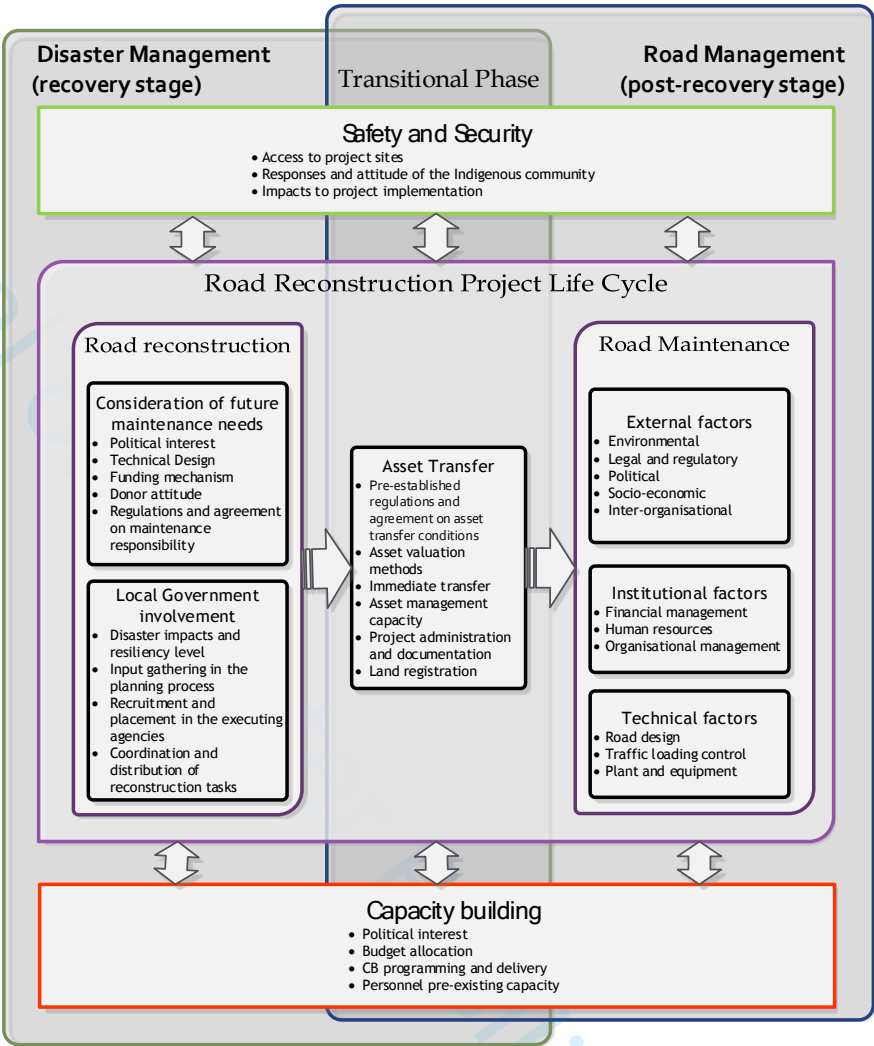 Disaster Management
(recovery stage)
Transitional Phase
Road Management
(post-recovery stage)
Safety and Security
• Access to project sites
• Responses and attitude of the Indigenous community
• Impacts to project implementation
Road Reconstruction Project Life Cycle
Road reconstruction
Consideration of future
maintenance needs
• Political interest
• Technical Design
• Funding mechanism
• Donor attitude
• Regulations and agreement
on maintenance
responsibility
Local Government
involvement
• Disaster impacts and
resiliency level
• Input gathering in the
planning process
• Recruitment and
placement in the executing
agencies
• Coordination and
distribution of
reconstruction tasks
Asset Transfer
• Pre-established
regulations and
agreement on asset
transfer conditions
• Asset valuation
methods
• Immediate transfer
• Asset management
capacity
• Project administration
and documentation
• Land registration
Road Maintenance
External factors
• Environmental
• Legal and regulatory
• Political
• Socio-economic
• Inter-organisational
Institutional factors
• Financial management
• Human resources
• Organisational management
Technical factors
• Road design
• Traffic loading control
• Plant and equipment
Capacity building
• Political interest
• Budget allocation
• CB programming and delivery
• Personnel pre-existing capacity